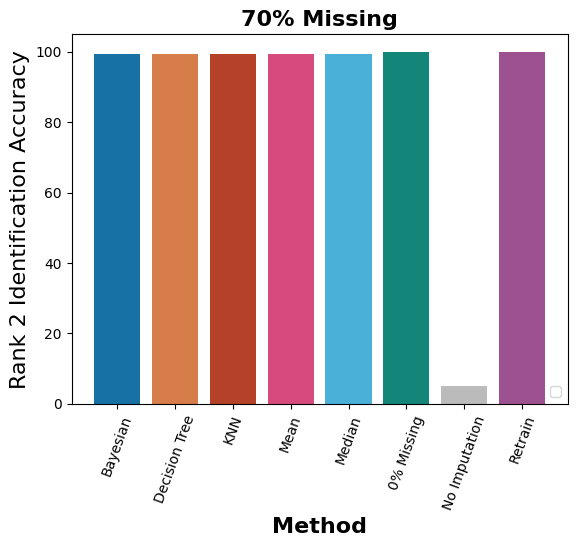 70% Missing
Rank 2 Identification Accuracy
100
80
60
40
20
0
Bayesian
Decision Tree
KNN
Mean
Median
0% Missing
No Imputation
Retrain
Method